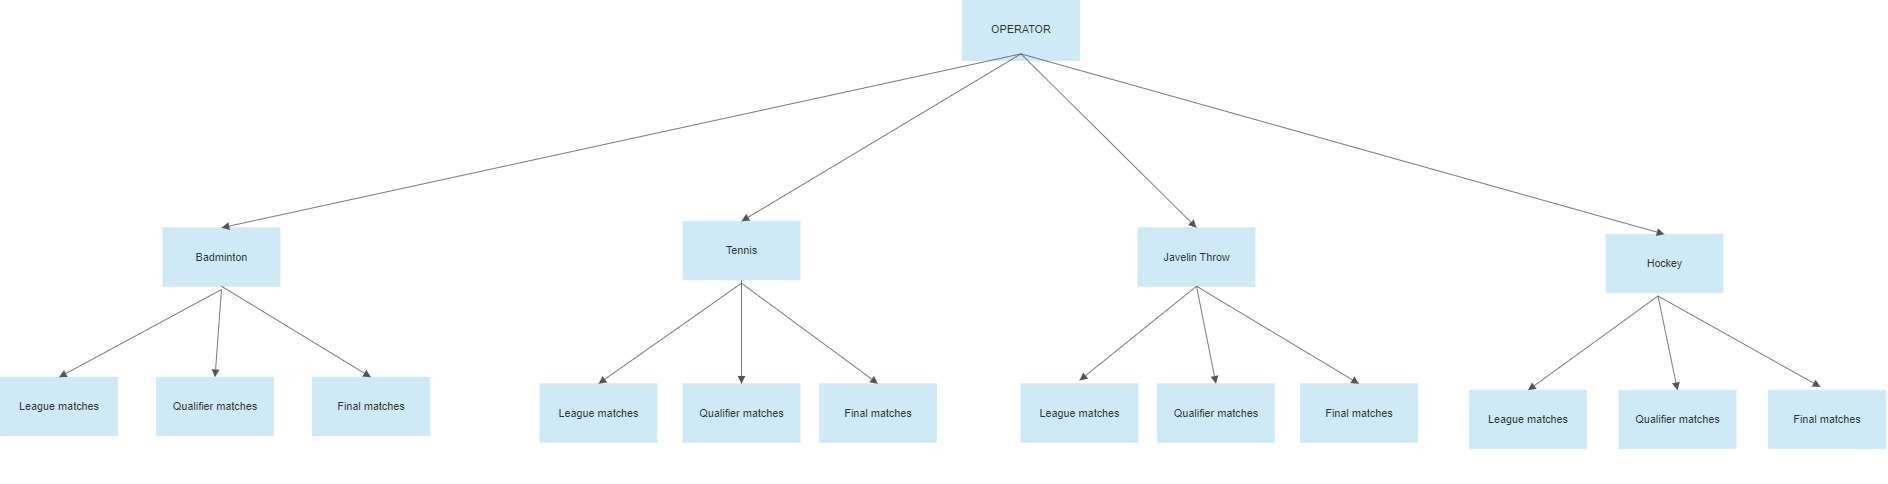 OPERATOR
Badminton
Tennis
Javelin Throw
Hockey
League matches
Qualifier matches
Final matches
League matches
Qualifier matches
Final matches
League matches
Qualifier matches
Final matches
League matches
Qualifier matches
Final matches